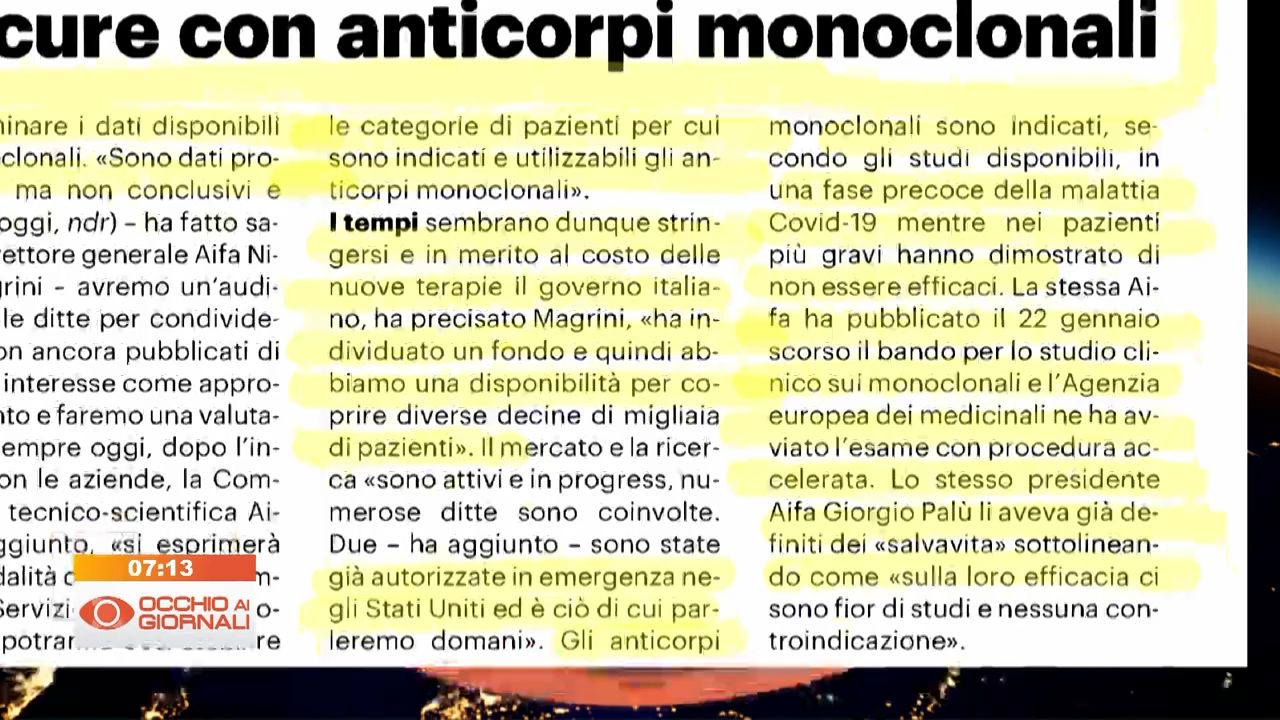 cure con anticorpi monoclonali
i dati disponibili
«Sono dati pro-
ma non conclusivi e
oggi, ndr) – ha fatto sa-
generale Aifa Ni-
– avremo un'audi-
le ditte per condivide-
ancora pubblicati di
interesse come appro-
e faremo una valuta-
oggi, dopo l'in-
le aziende, la Com-
tecnico-scientifica Ai-
«si esprimerà
re
le categorie di pazienti per cui
sono indicati e utilizzabili gli an-
ticorpi monoclonali».
I tempi sembrano dunque strin-
gersi e in merito al costo delle
nuove terapie il governo italia-
no, ha precisato Magrini, «ha in-
dividuato un fondo e quindi ab-
biamo una disponibilità per co-
prire diverse decine di migliaia
di pazienti». Il mercato e la ricer-
ca «sono attivi e in progress, nu-
merose ditte sono coinvolte.
Due – ha aggiunto – sono state
già autorizzate in emergenza ne-
gli Stati Uniti ed è ciò di cui par-
leremo domani». Gli anticorpi
monoclonali sono indicati, se-
condo gli studi disponibili, in
una fase precoce della malattia
Covid-19 mentre nei pazienti
più gravi hanno dimostrato di
non essere efficaci. La stessa Ai-
fa ha pubblicato il 22 gennaio
scorso il bando per lo studio cli-
nico sui monoclonali e l'Agenzia
europea dei medicinali ne ha av-
viato l'esame con procedura ac-
celerata. Lo stesso presidente
Aifa Giorgio Palù li aveva già de-
finiti dei «salvavita» sottolinean-
do come «sulla loro efficacia ci
sono fior di studi e nessuna con-
troindicazione».
07:13
OCCHIO AI
GIORNALI